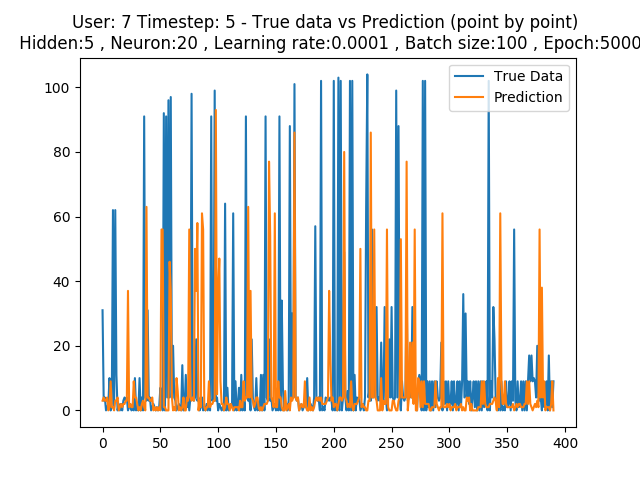 User: 7 Timestep: 5 - True data vs Prediction (point by point)
Hidden:5 , Neuron:20 , Learning rate:0.0001 , Batch size:100 , Epoch:5000
True Data
Prediction
100
80
60
40
20
0
0 50 100 150 200 250 300 350 400